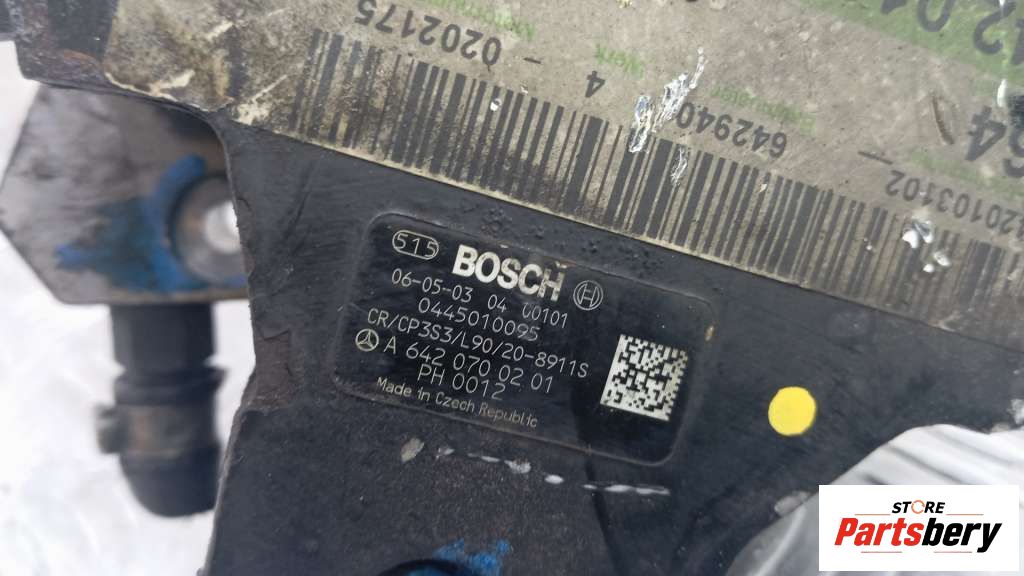 515 BOSCH
06-05-03 04 00101
0445010095
CR/CP3S3/L90/20-8911S
A 642 070 02 01
PH 0012
Made in Czech Republic
- 0202175
4
642940
20103102 -
STORE
Partsbery